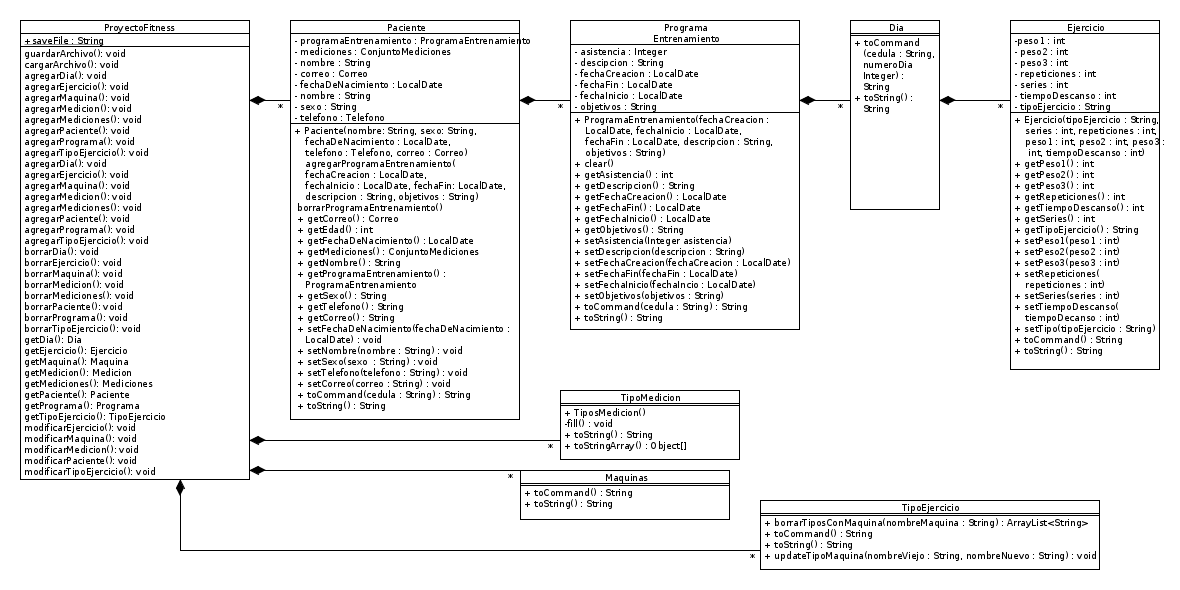 ProyectoFitness
+ saveFile : String
guardarArchivo(): void
cargarArchivo(): void
agregarDia(): void
agregarEjercicio(): void
agregarMaquina(): void
agregarMedicion(): void
agregarMediciones(): void
agregarPaciente(): void
agregarPrograma(): void
agregarTipoEjercicio(): void
agregarDia(): void
agregarEjercicio(): void
agregarMaquina(): void
agregarMedicion(): void
agregarMediciones(): void
agregarPaciente(): void
agregarPrograma(): void
agregarTipoEjercicio(): void
borrarDia(): void
borrarEjercicio(): void
borrarMaquina(): void
borrarMedicion(): void
borrarMediciones(): void
borrarPaciente(): void
borrarPrograma(): void
borrarTipoEjercicio(): void
getDia(): Dia
getEjercicio(): Ejercicio
getMaquina(): Maquina
getMedicion(): Medicion
getMediciones(): Mediciones
getPaciente(): Paciente
getPrograma(): Programa
getTipoEjercicio(): TipoEjercicio
modificarEjercicio(): void
modificarMaquina(): void
modificarMedicion(): void
modificarPaciente(): void
modificarTipoEjercicio(): void
*
Paciente
- programaEntrenamiento : ProgramaEntrenamiento
- mediciones : ConjuntoMediciones
- nombre : String
- correo : Correo
- fechaDeNacimiento : LocalDate
- nombre : String
- sexo : String
- telefono : Telefono
+ Paciente(nombre: String, sexo: String,
fechaDeNacimiento : LocalDate,
telefono : Telefono, correo : Correo)
agregarProgramaEntrenamiento(
fechaCreacion : LocalDate,
fechaInicio : LocalDate, fechaFin: LocalDate,
descripcion : String, objetivos : String)
borrarProgramaEntrenamiento()
+ getCorreo() : Correo
+ getEdad() : int
+ getFechaDeNacimiento() : LocalDate
+ getMediciones() : ConjuntoMediciones
+ getNombre() : String
+ getProgramaEntrenamiento() :
ProgramaEntrenamiento
+ getSexo() : String
+ getTelefono() : String
+ getCorreo() : String
+ setFechaDeNacimiento(fechaDeNacimiento :
LocalDate) : void
+ setNombre(nombre : String) : void
+ setSexo(sexo : String) : void
+ setTelefono(telefono : String) : void
+ setCorreo(correo : String) : void
+ toCommand(cedula : String) : String
+ toString() : String
*
Programa
Entrenamiento
- asistencia : Integer
- descipcion : String
- fechaCreacion : LocalDate
- fechaFin : LocalDate
- fechaInicio : LocalDate
- objetivos : String
+ ProgramaEntrenamiento(fechaCreacion :
LocalDate, fechaInicio : LocalDate,
fechaFin : LocalDate, descripcion : String,
objetivos : String)
+ clear()
+ getAsistencia() : int
+ getDescripcion() : String
+ getFechaCreacion() : LocalDate
+ getFechaFin() : LocalDate
+ getFechaInicio() : LocalDate
+ getObjetivos() : String
+ setAsistencia(Integer asistencia)
+ setDescripcion(descripcion : String)
+ setFechaCreacion(fechaCreacion : LocalDate)
+ setFechaFin(fechaFin : LocalDate)
+ setFechaInicio(fechaIncio : LocalDate)
+ setObjetivos(objetivos : String)
+ toCommand(cedula : String) : String
+ toString() : String
*
Dia
+ toCommand
(cedula : String,
numeroDia
Integer) :
String
+ toString() :
String
*
Ejercicio
-peso1 : int
- peso2 : int
- peso3 : int
- repeticiones : int
- series : int
- tiempoDescanso : int
- tipoEjercicio : String
+ Ejercicio(tipoEjercicio : String,
series : int, repeticiones : int,
peso1 : int, peso2 : int, peso3 :
int, tiempoDescanso : int)
+ getPeso1() : int
+ getPeso2() : int
+ getPeso3() : int
+ getRepeticiones() : int
+ getTiempoDescanso() : int
+ getSeries() : int
+ getTipoEjercicio() : String
+ setPeso1(peso1 : int)
+ setPeso2(peso2 : int)
+ setPeso3(peso3 : int)
+ setRepeticiones(
repeticiones : int)
+ setSeries(series : int)
+ setTiempoDescanso(
tiempoDecanso : int)
+ setTipo(tipoEjercicio : String)
+ toCommand() : String
+ toString() : String
*
TipoMedicion
+ TiposMedicion()
-fill() : void
+ toString() : String
+ toStringArray() : Object[]
*
Maquinas
+ toCommand() : String
+ toString() : String
*
TipoEjercicio
+ borrarTiposConMaquina(nombreMaquina : String) : ArrayList<String>
+ toCommand() : String
+ toString() : String
+ updateTipoMaquina(nombreViejo : String, nombreNuevo : String) : void